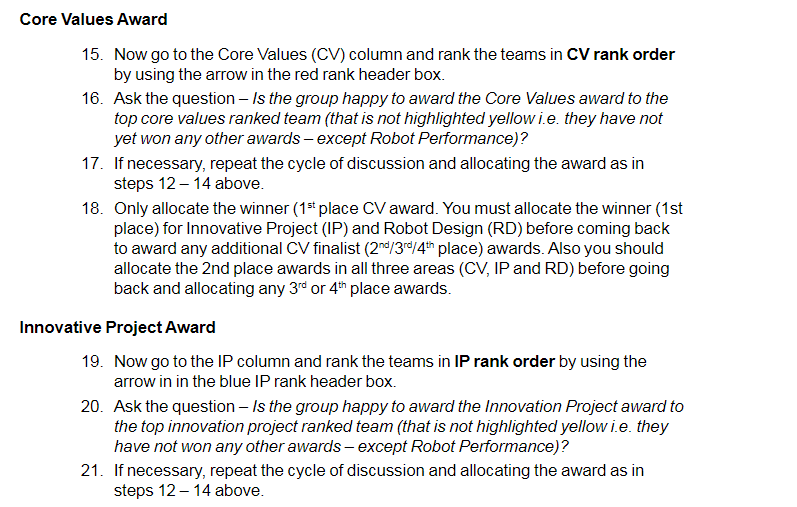 Core Values Award
15. Now go to the Core Values (CV) column and rank the teams in CV rank order
by using the arrow in the red rank header box.
16. Ask the question – Is the group happy to award the Core Values award to the
top core values ranked team (that is not highlighted yellow i.e. they have not
yet won any other awards – except Robot Performance)?
17. If necessary, repeat the cycle of discussion and allocating the award as in
steps 12 – 14 above.
18. Only allocate the winner (1st place CV award. You must allocate the winner (1st
place) for Innovative Project (IP) and Robot Design (RD) before coming back
to award any additional CV finalist (2nd/3rd/4th place) awards. Also you should
allocate the 2nd place awards in all three areas (CV, IP and RD) before going
back and allocating any 3rd or 4th place awards.
Innovative Project Award
19. Now go to the IP column and rank the teams in IP rank order by using the
arrow in in the blue IP rank header box.
20. Ask the question – Is the group happy to award the Innovation Project award to
the top innovation project ranked team (that is not highlighted yellow i.e. they
have not won any other awards – except Robot Performance)?
21. If necessary, repeat the cycle of discussion and allocating the award as in
steps 12 – 14 above.